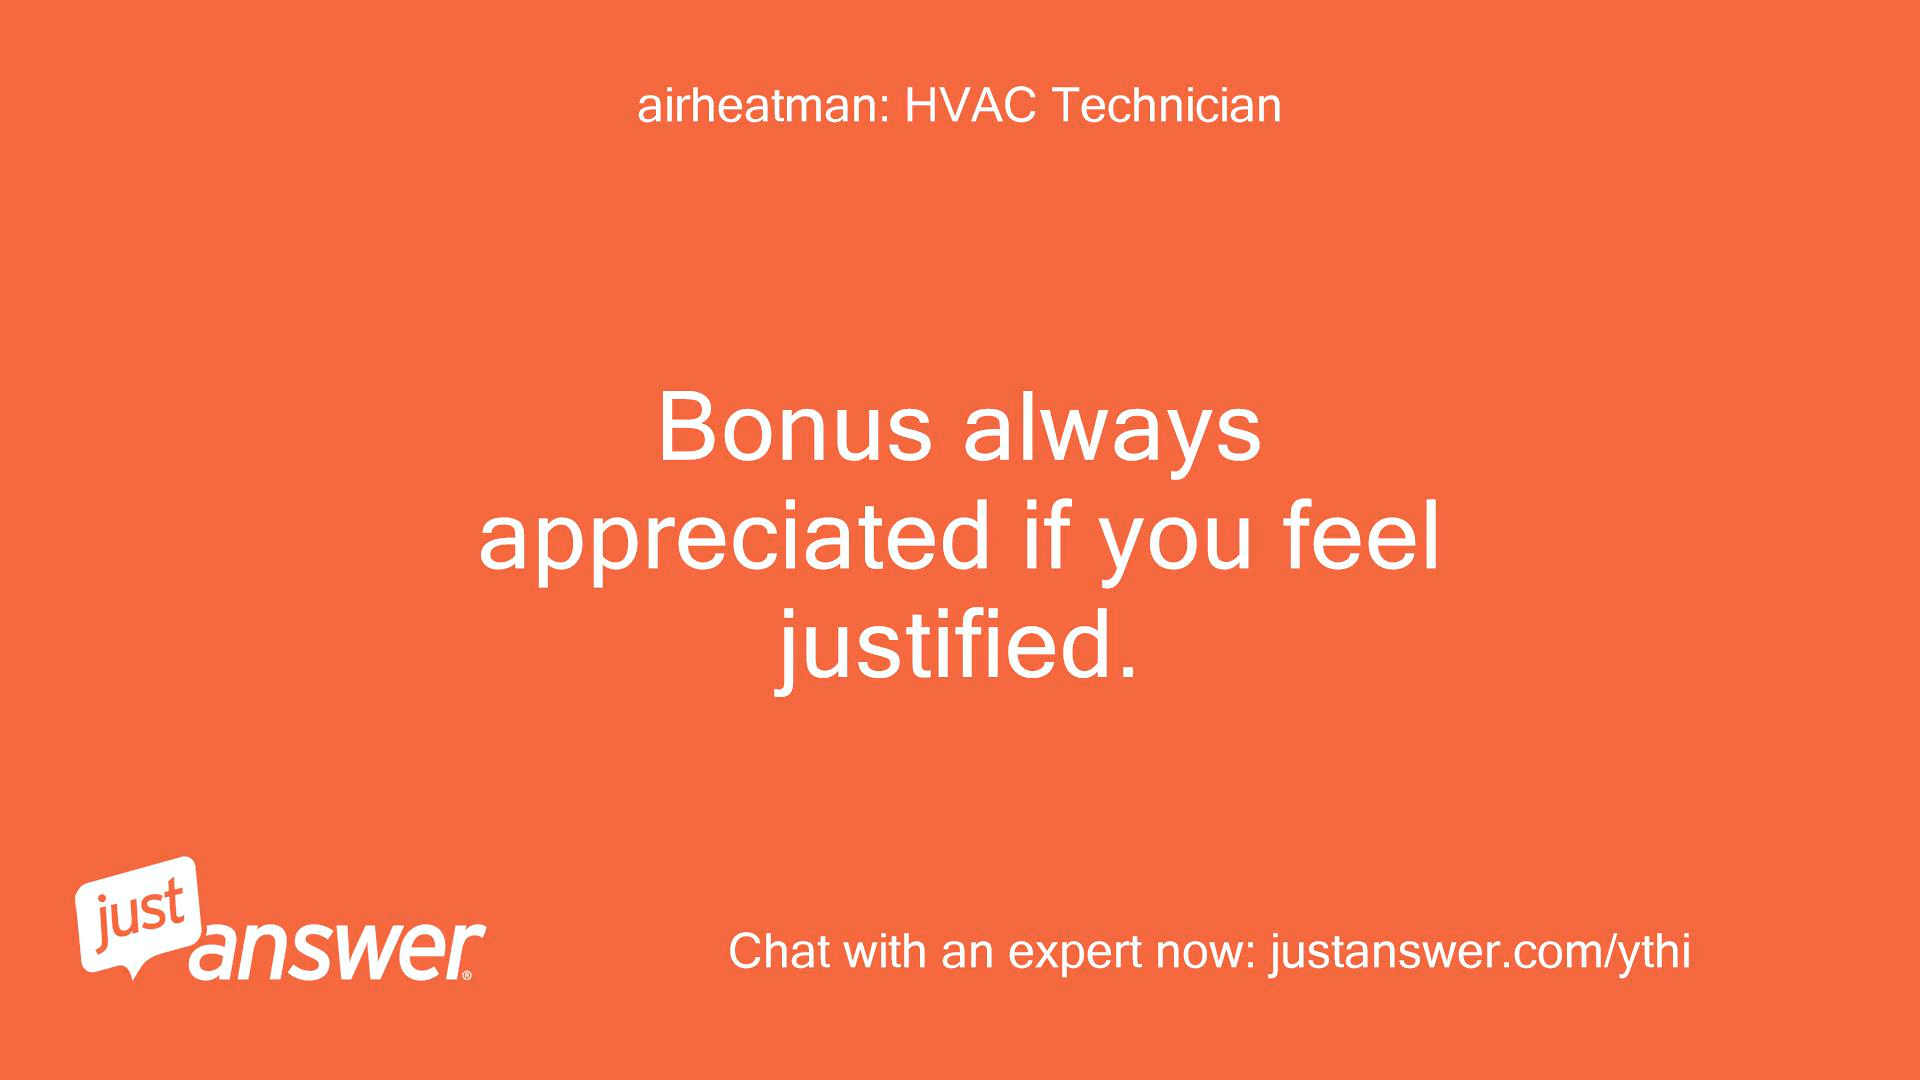 airheatman: HVAC Technician
Bonus always
appreciated if you feel
justified.
just
answer®
Chat with an expert now: justanswer.com/ythi